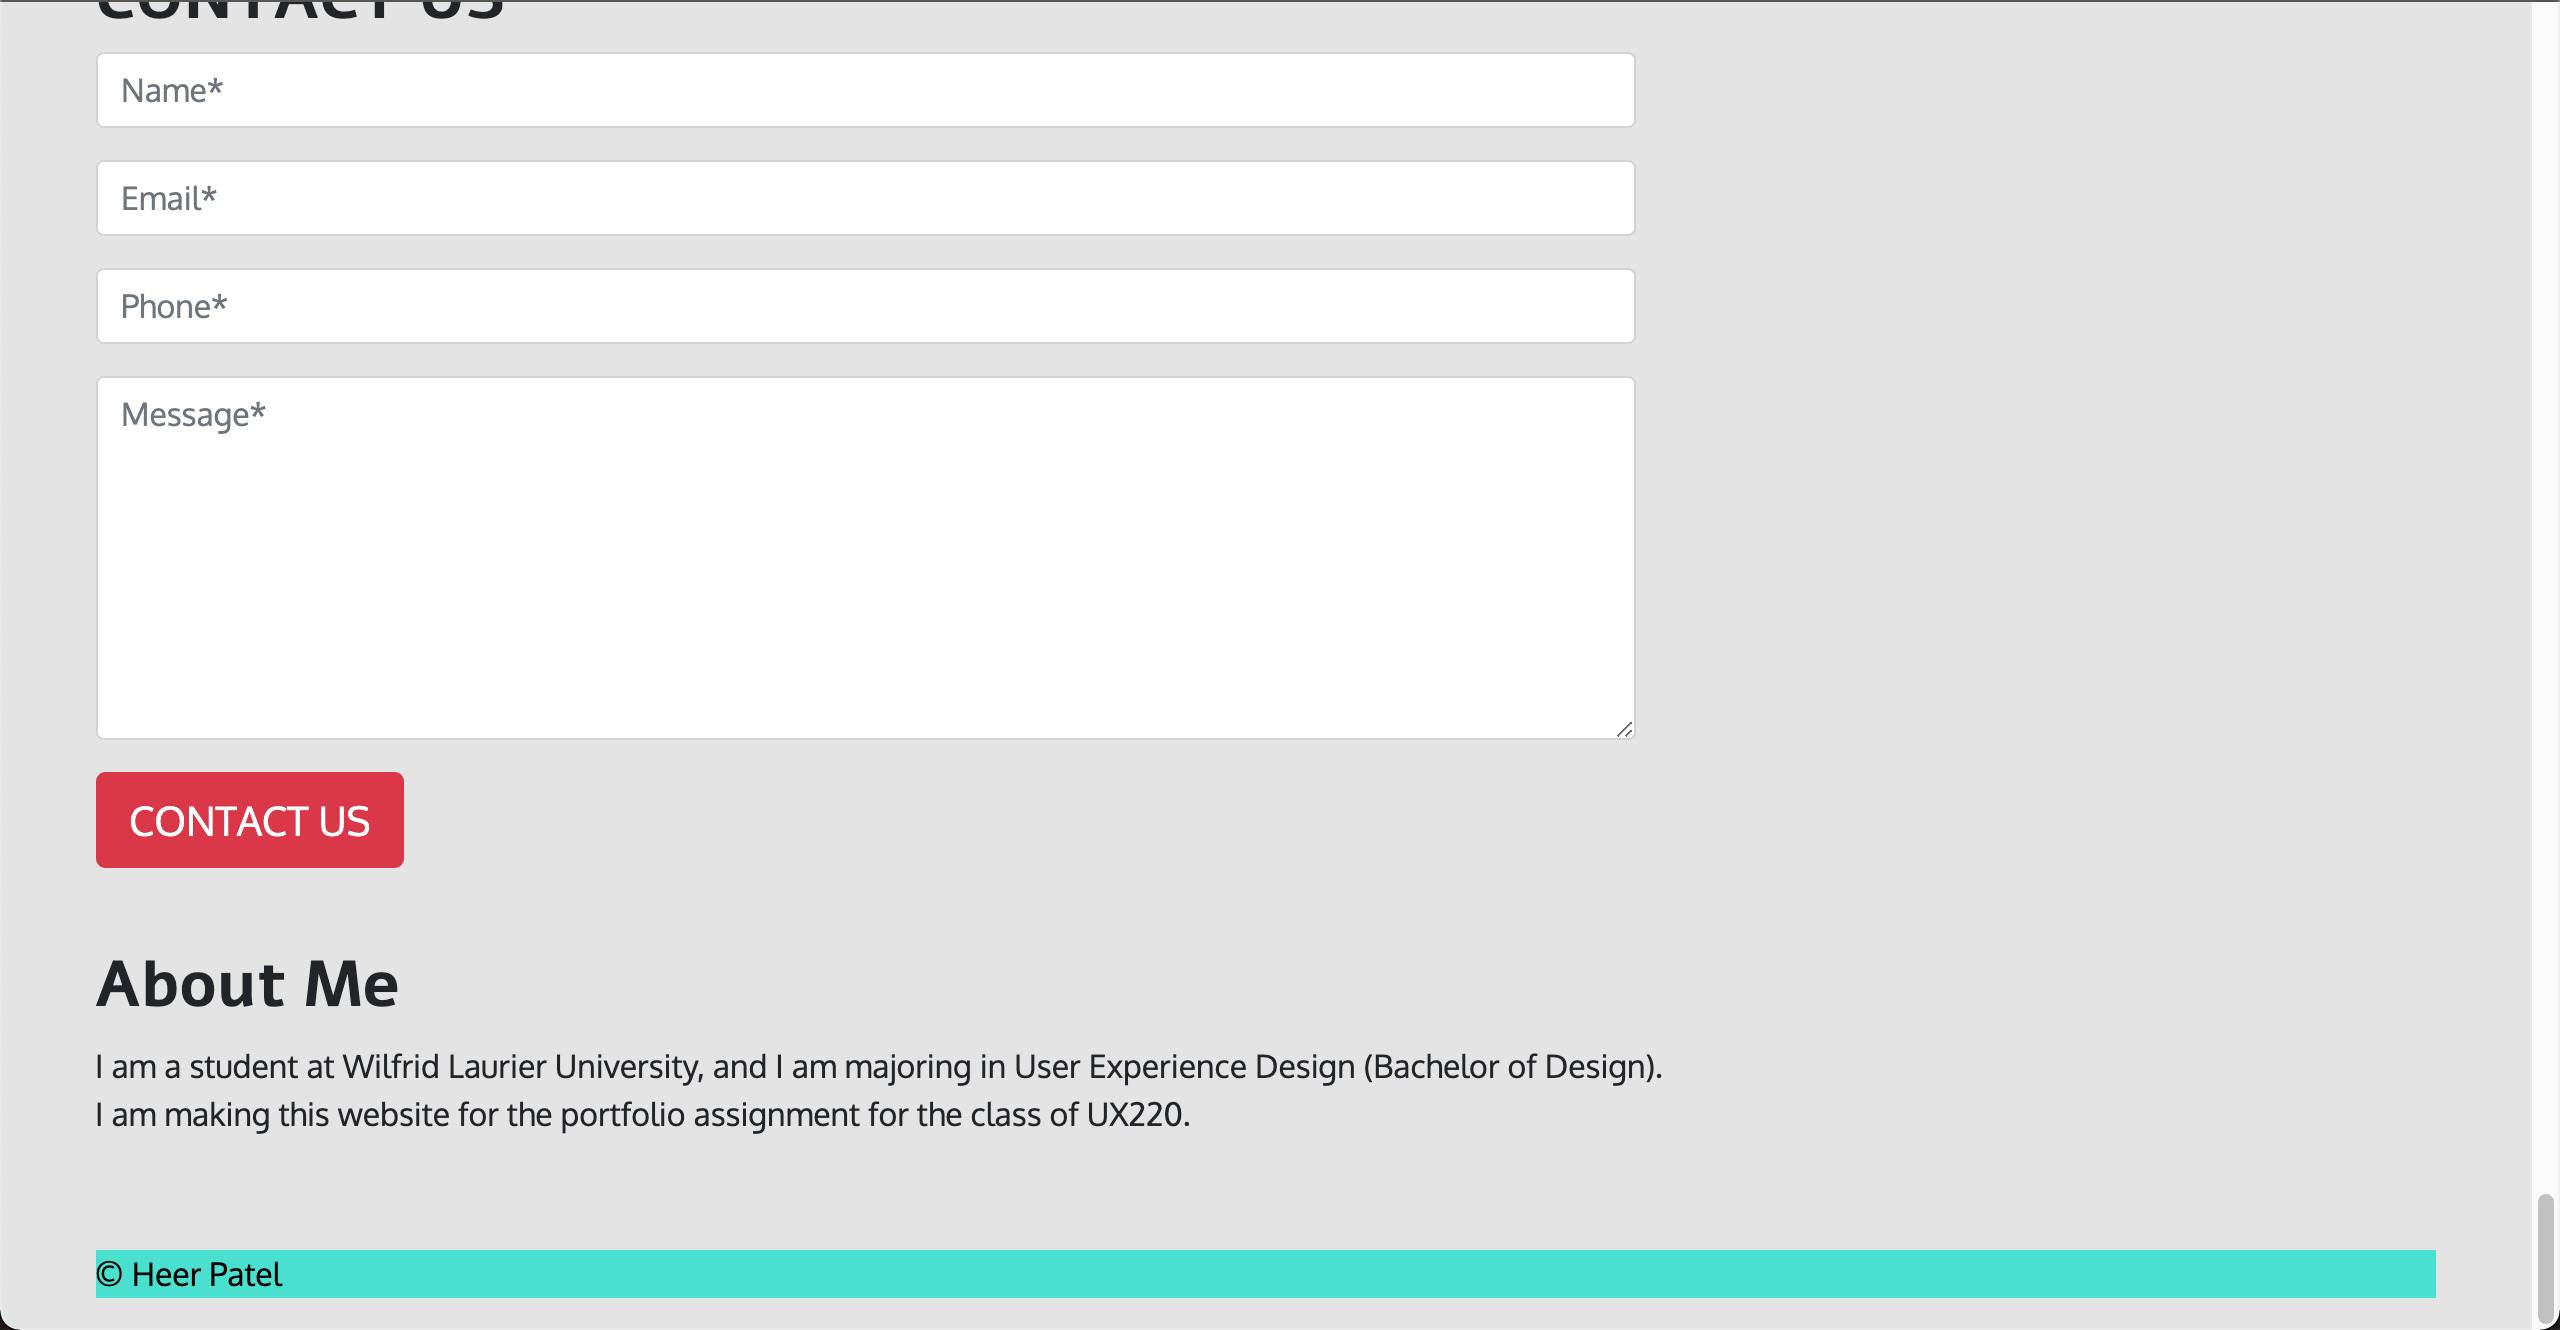 CONTACT US
Name*
Email*
Phone*
Message*
CONTACT US
About Me
I am a student at Wilfrid Laurier University, and I am majoring in User Experience Design (Bachelor of Design).
I am making this website for the portfolio assignment for the class of UX220.
© Heer Patel